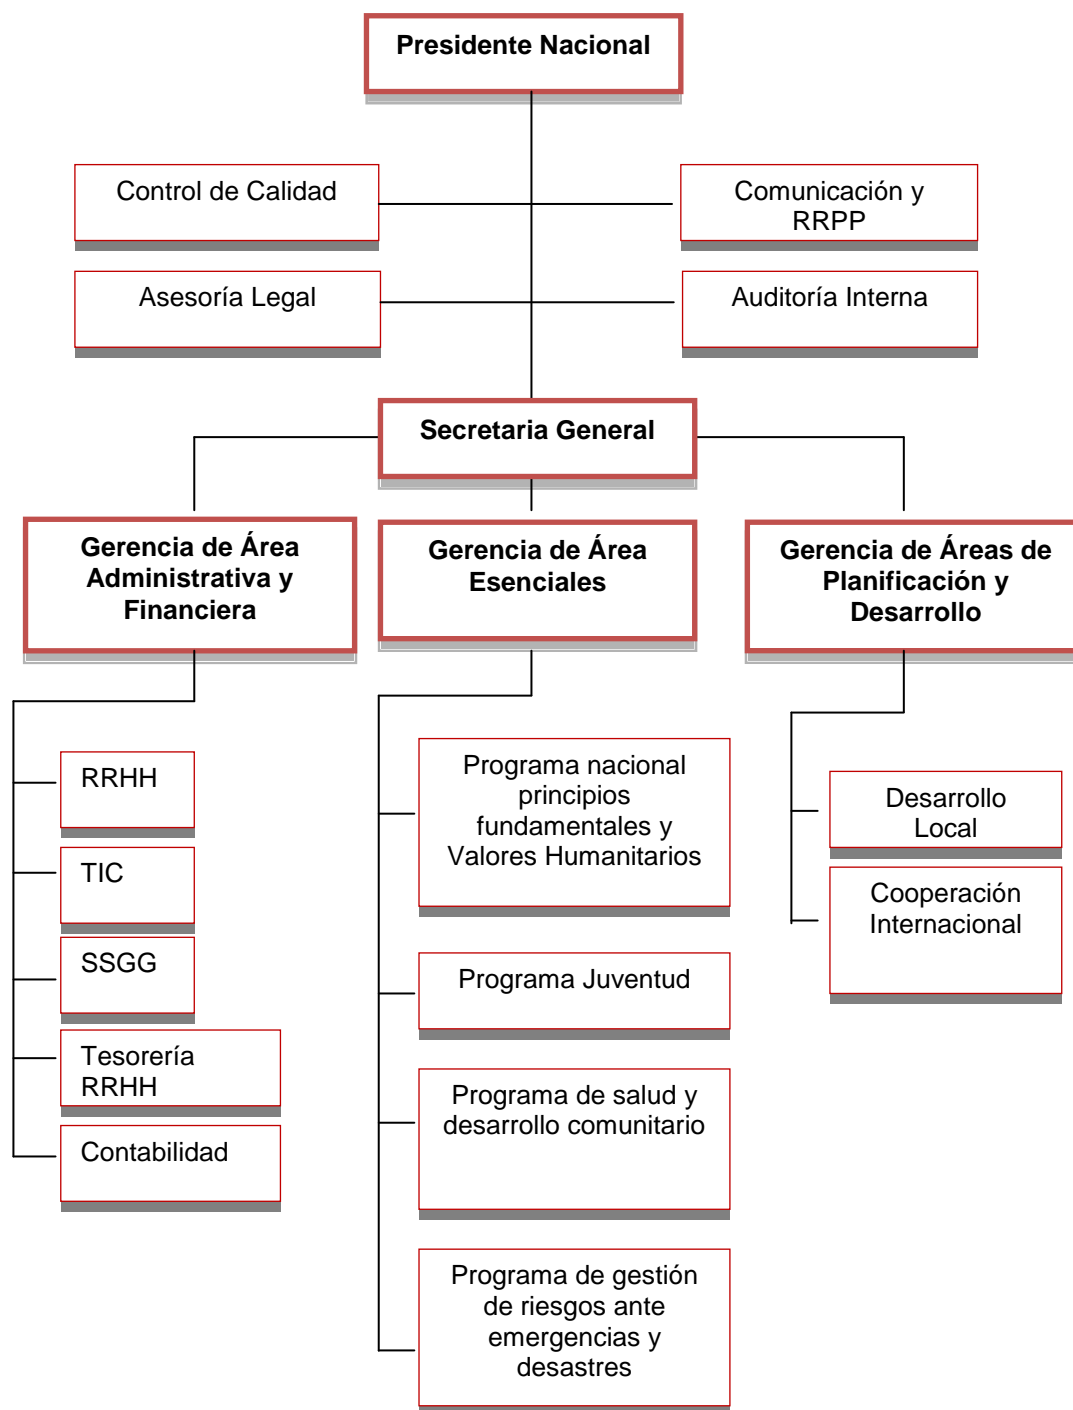 Presidente Nacional
Control de Calidad
Comunicación y
RRPP
Asesoría Legal
Auditoría Interna
Secretaria General
Gerencia de Área
Administrativa y
Financiera
Gerencia de Área
Esenciales
Gerencia de Áreas de
Planificación y
Desarrollo
RRHH
TIC
SSGG
Tesorería
RRHH
Contabilidad
Programa nacional
principios
fundamentales y
Valores Humanitarios
Programa Juventud
Programa de salud y
desarrollo comunitario
Programa de gestión
de riesgos ante
emergencias y
desastres
Desarrollo
Local
Cooperación
Internacional